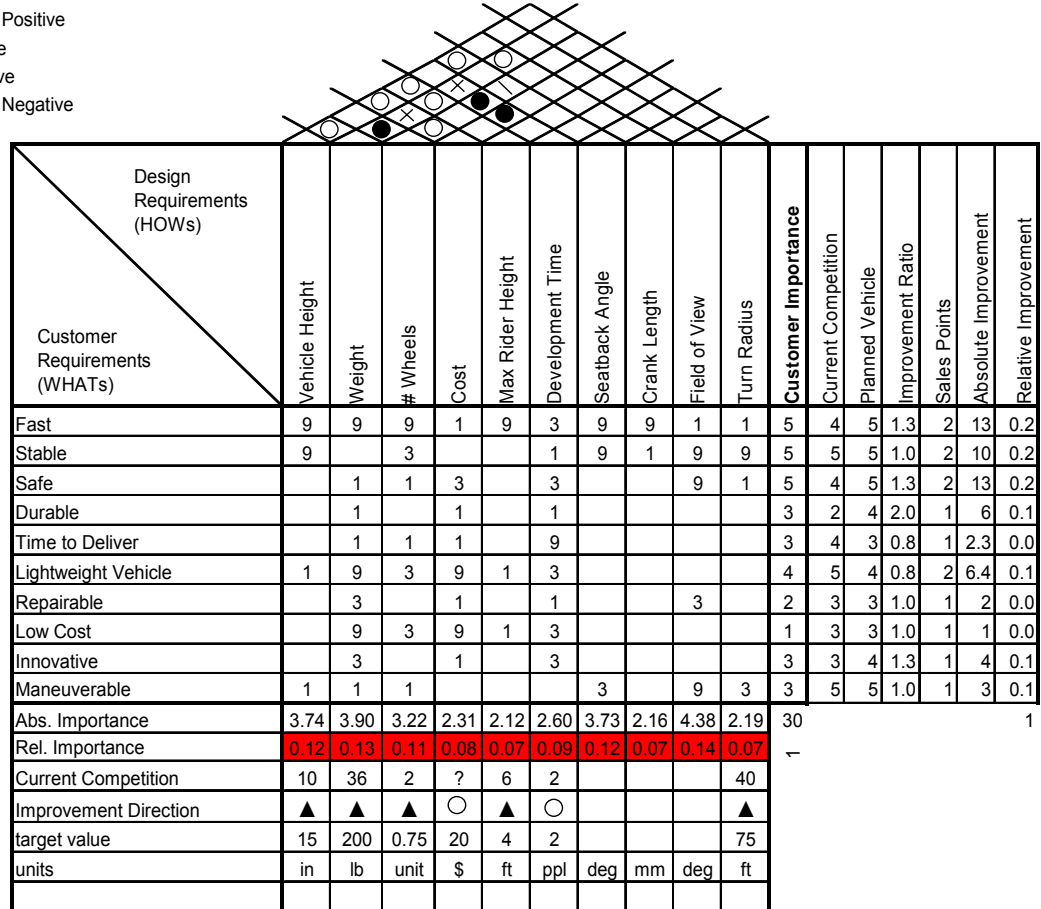 Positive
e
ve
Negative
Design
Requirements
(HOWs)
Customer
Requirements
(WHATs)
Vehicle Height
Weight
# Wheels
Cost
Max Rider Height
Development Time
Seatback Angle
Crank Length
Field of View
Turn Radius
Customer Importance
Current Competition
Planned Vehicle
Improvement Ratio
Sales Points
Absolute Improvement
Relative Improvement
Fast 9 9 9 1 9 3 9 9 1 1 5 4 5 1.3 2 13 0.2
Stable 9 3 1 9 1 9 9 5 5 5 1.0 2 10 0.2
Safe 1 1 3 3 9 1 5 4 5 1.3 2 13 0.2
Durable 1 1 1 3 2 4 2.0 1 6 0.1
Time to Deliver 1 1 1 9 3 4 3 0.8 1 2.3 0.0
Lightweight Vehicle 1 9 3 9 1 3 4 5 4 0.8 2 6.4 0.1
Repairable 3 1 1 3 2 3 3 1.0 1 2 0.0
Low Cost 9 3 9 1 3 1 3 3 1.0 1 1 0.0
Innovative 3 1 3 3 3 4 1.3 1 4 0.1
Maneuverable 1 1 1 3 9 3 3 5 5 1.0 1 3 0.1
Abs. Importance 3.74 3.90 3.22 2.31 2.12 2.60 3.73 2.16 4.38 2.19 30 1
Rel. Importance 0.12 0.13 0.11 0.08 0.07 0.09 0.12 0.07 0.14 0.07 1
Current Competition 10 36 2 ? 6 2 40
Improvement Direction ▲ ▲ ▲ ○ ▲ ○ ▲
target value 15 200 0.75 20 4 2 75
units in lb unit $ ft ppl deg mm deg ft